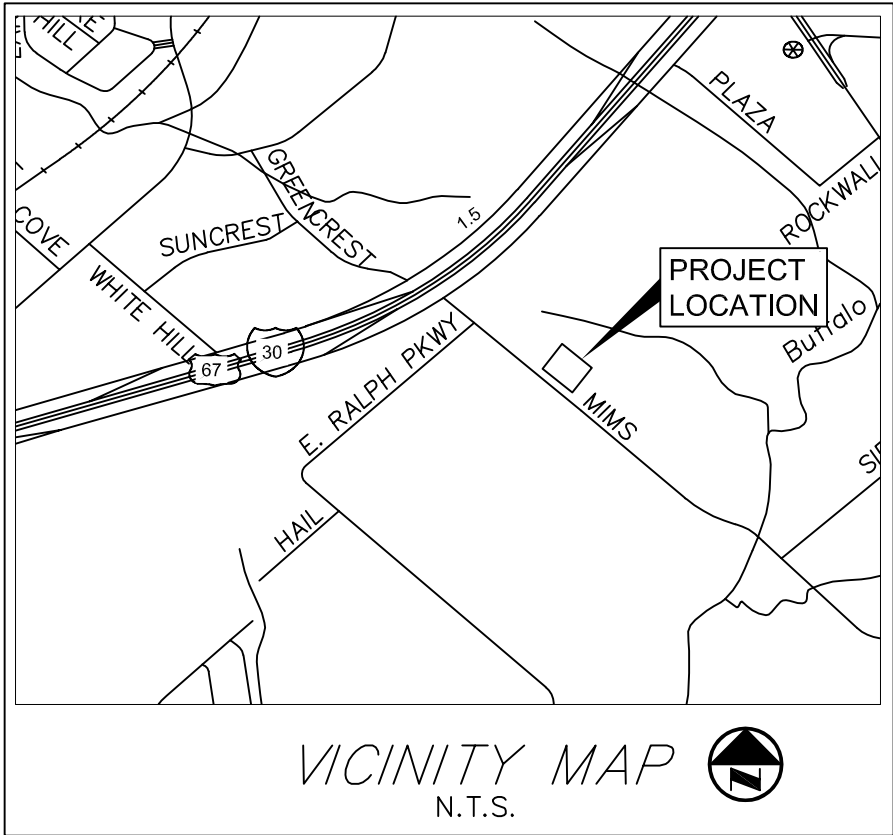 HILL
PLAZA
ROCKWALL
GREENCREST
1.5
COVE
SUNCREST
WHITE HILL
67
30
PROJECT
LOCATION
Buffalo
E. RALPH PKWY
MIMS
HAIL
VICINITY MAP
N
N.T.S.